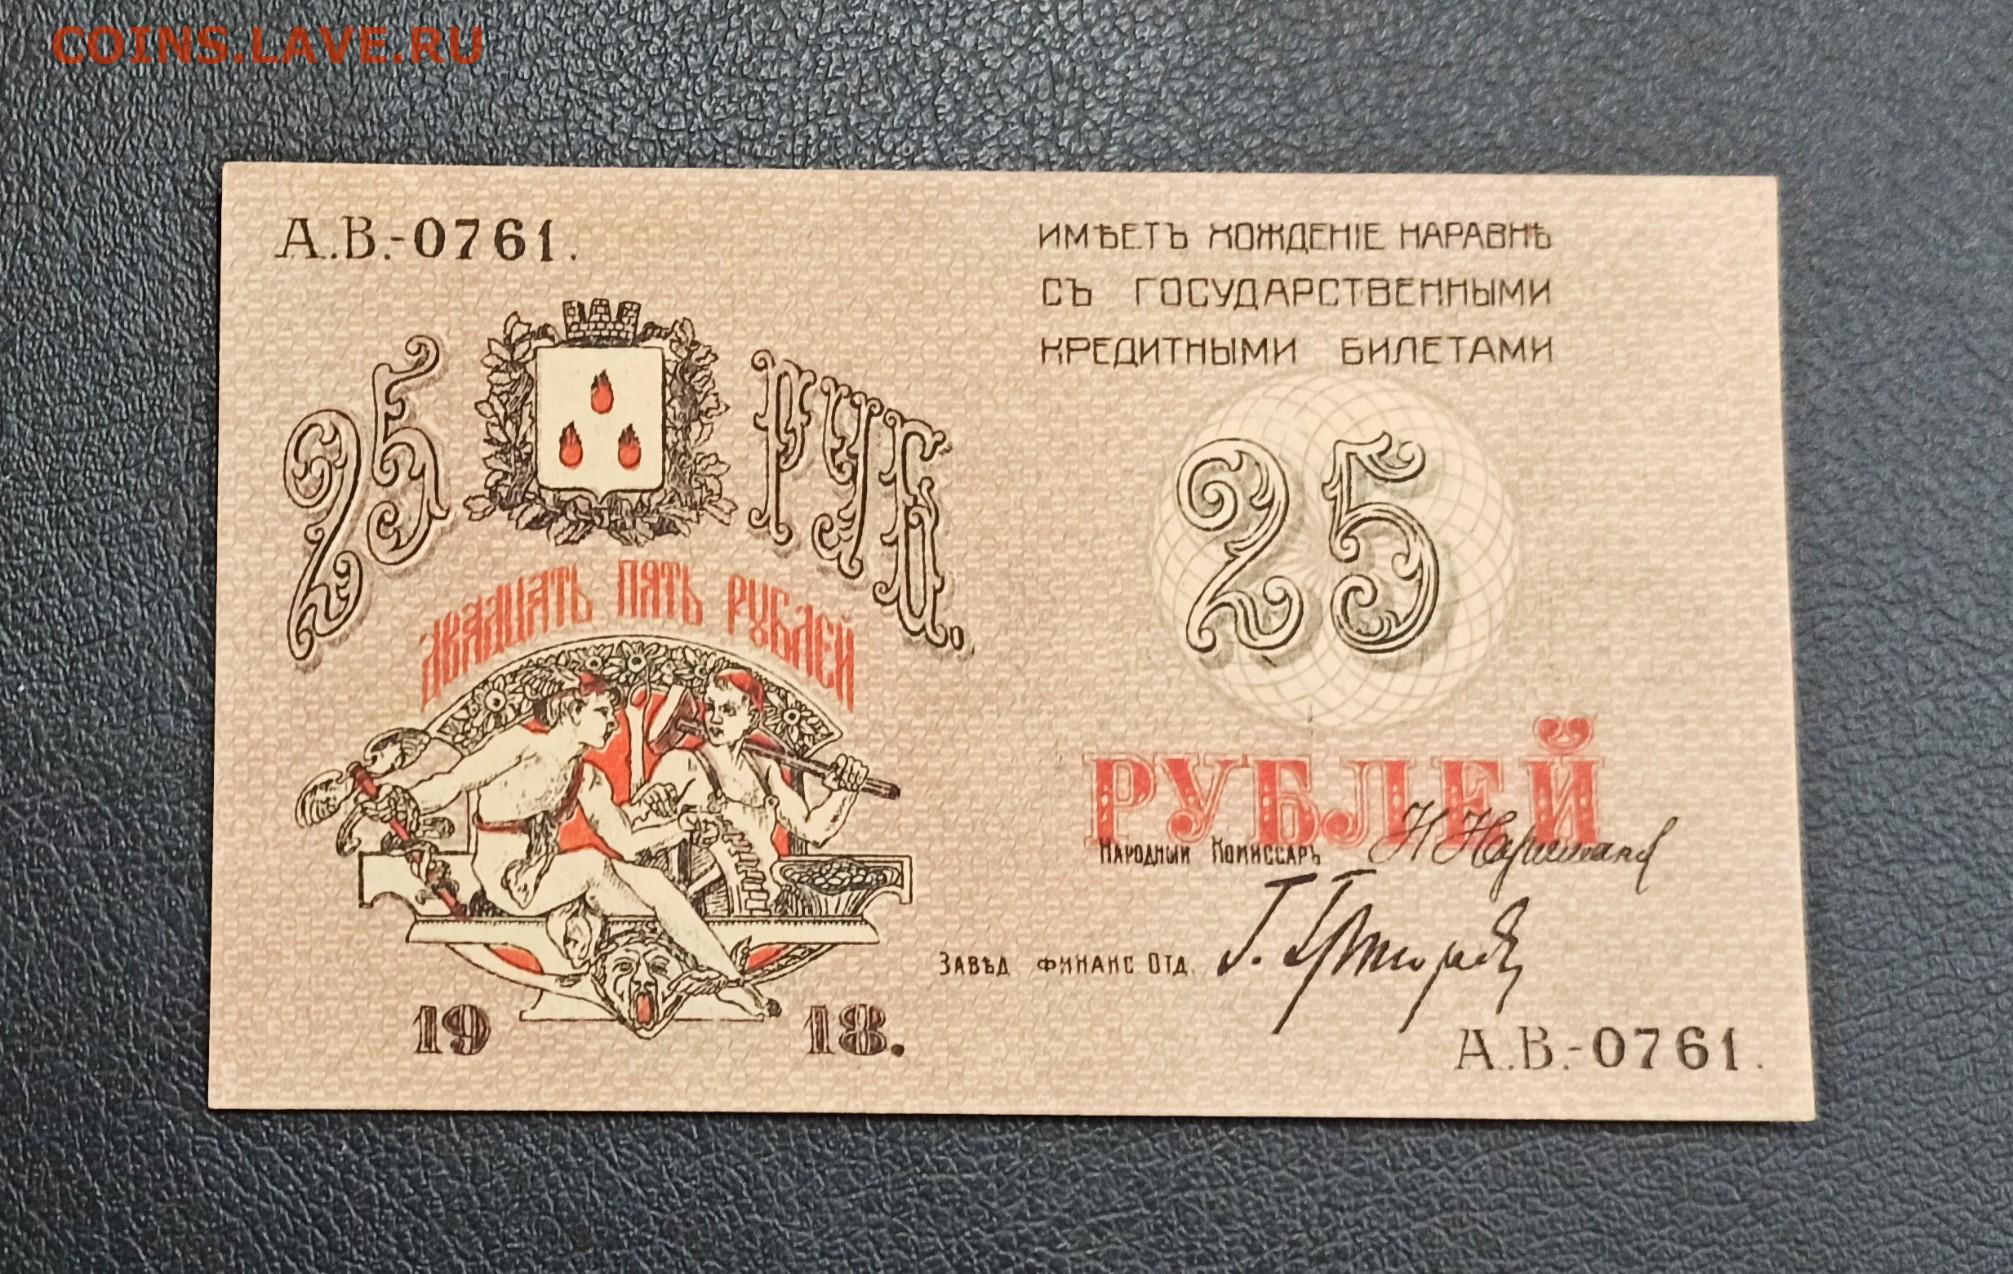 COINS.LAVE.RU
А.В.-0761.
ИМѢЕТЪ ХОЖДЕНІЕ НАРАВНѢ
СЪ ГОСУДАРСТВЕННЫМИ
КРЕДИТНЫМИ БИЛЕТАМИ
25 РУБ.
ДВАДЦАТЬ ПЯТЬ РУБЛЕЙ
25
РУБЛЕЙ
НАРОДНЫЙ КОМИССАРЪ
ЗАВѢД ФИНАНС ОТД.
1918.
А.В.-0761.